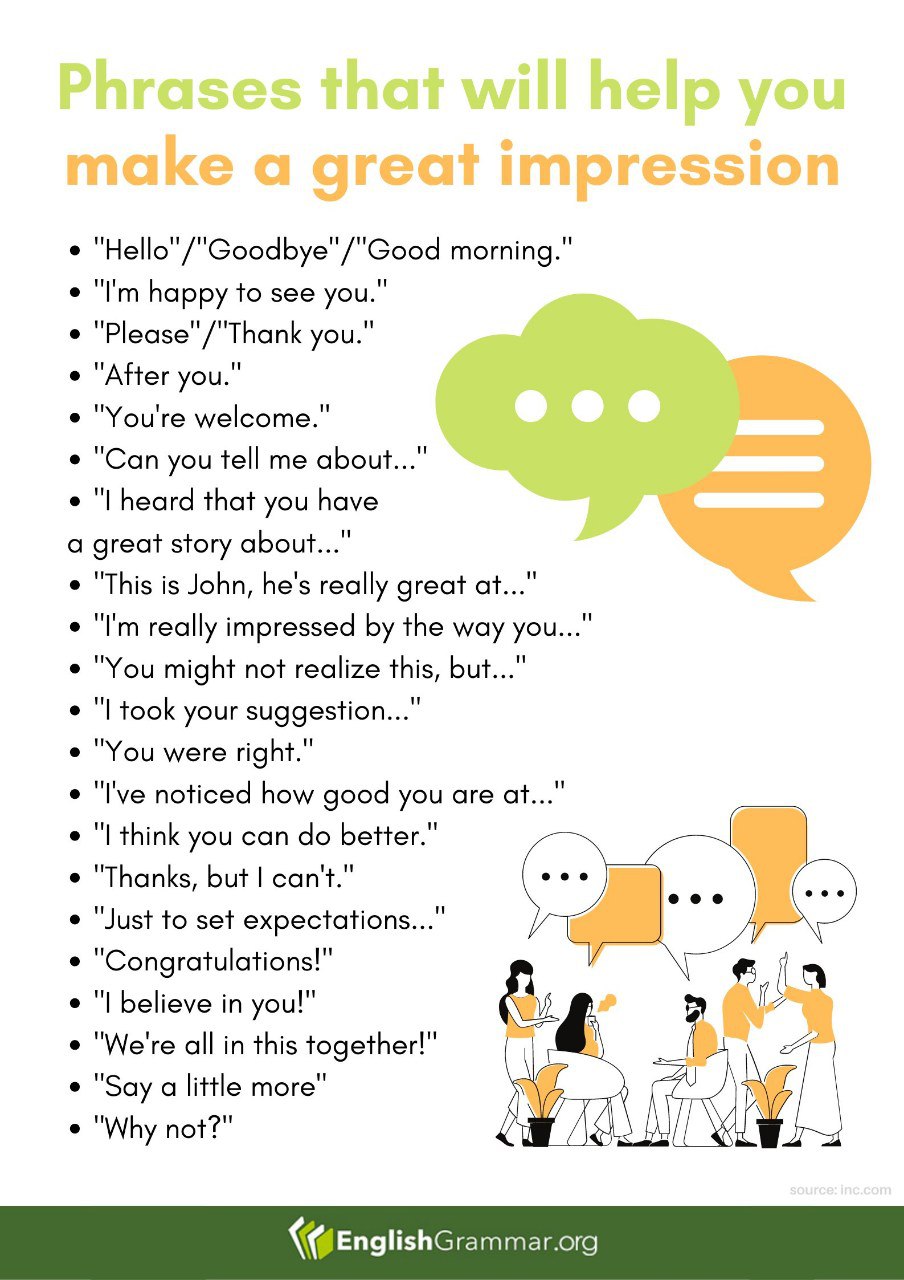 Phrases that will help you
make a great impression
• "Hello"/"Goodbye"/"Good morning."
• "I'm happy to see you."
• "Please"/"Thank you."
• "After you."
• "You're welcome."
• "Can you tell me about..."
• "I heard that you have
a great story about..."
• "This is John, he's really great at..."
• "I'm really impressed by the way you..."
• "You might not realize this, but..."
• "I took your suggestion..."
• "You were right."
• "I've noticed how good you are at..."
• "I think you can do better."
• "Thanks, but I can't."
• "Just to set expectations..."
• "Congratulations!"
• "I believe in you!"
• "We're all in this together!"
• "Say a little more"
• "Why not?"
source: inc.com
EnglishGrammar.org